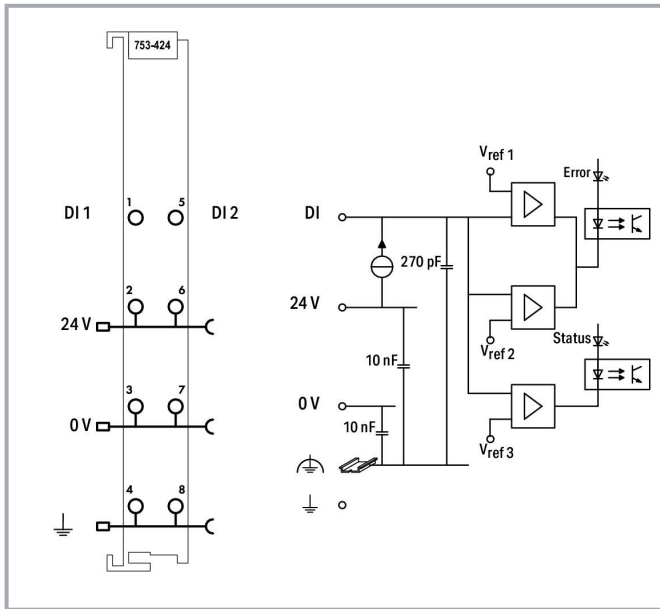 753-424
1 5
DI 1 DI 2
2 6
24 V
3 7
0 V
4 8
DI
24 V
0 V
270 pF
10 nF
10 nF
Vref 1
Error
Vref 2
Status
Vref 3